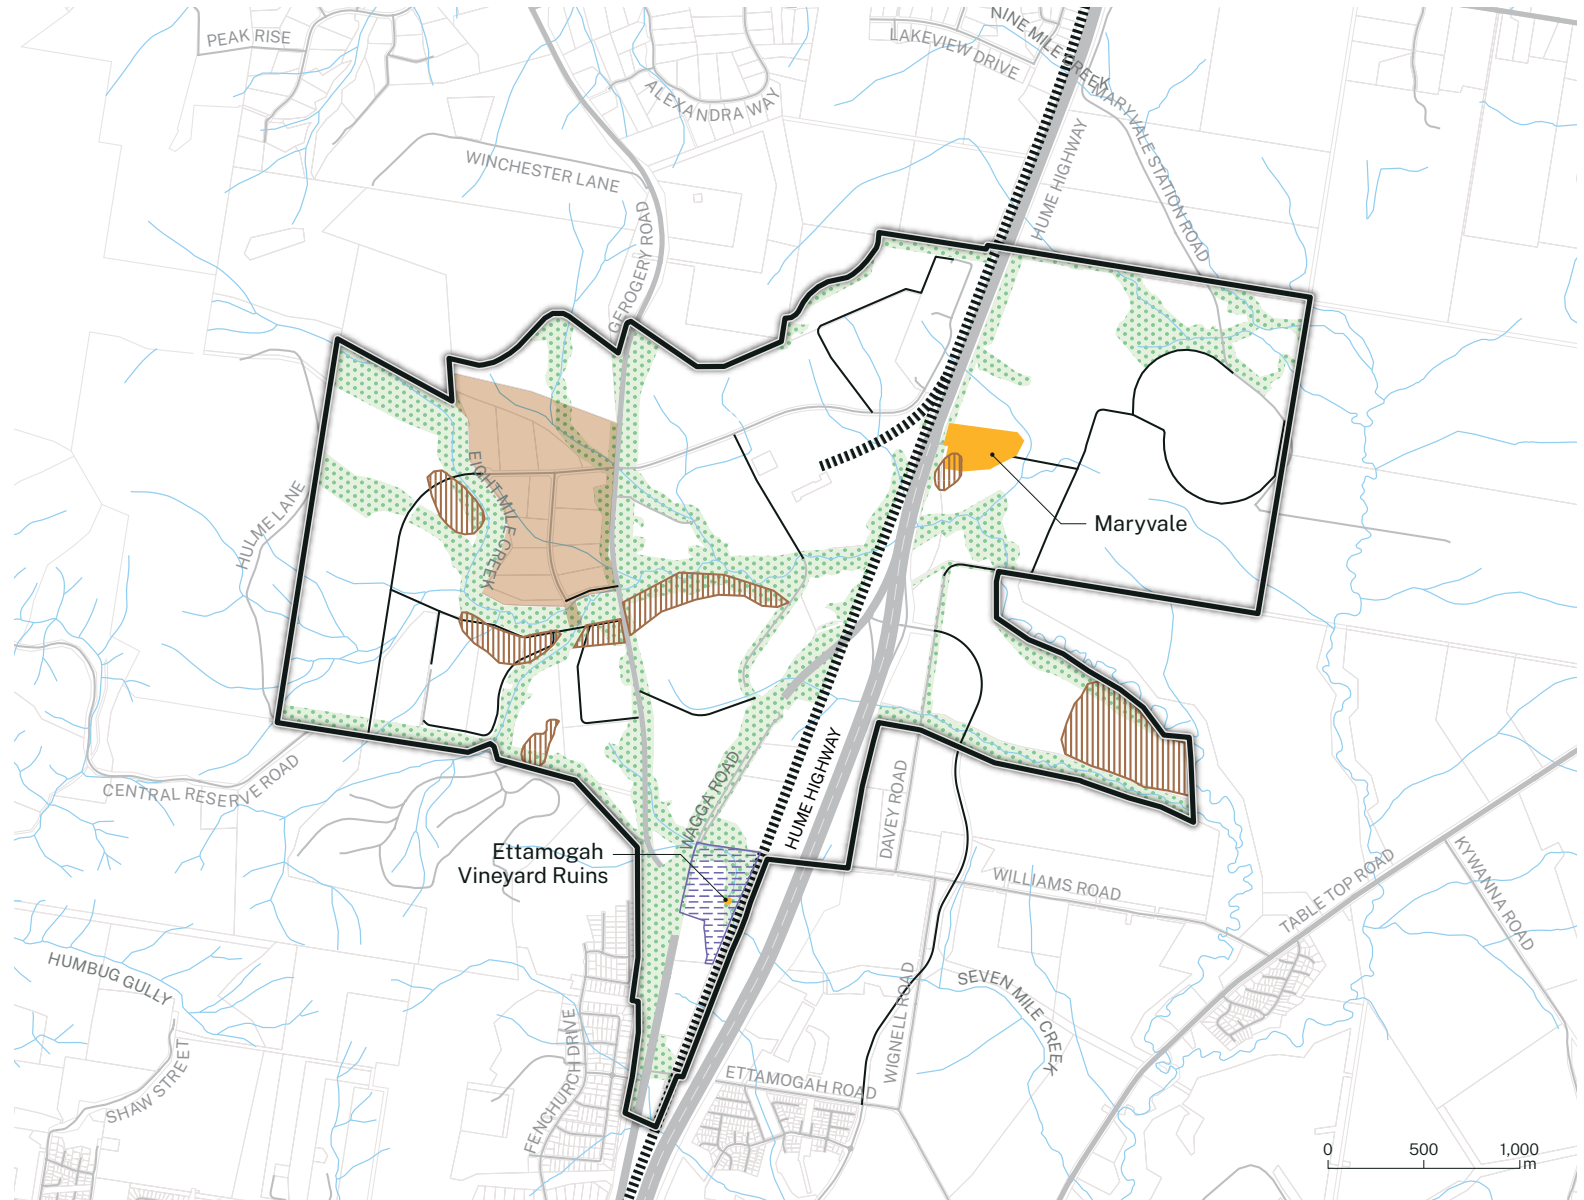 PEAK RISE
NINE MILE CREEK
LAKEVIEW DRIVE
ALEXANDRA WAY
MARYVALE STATION ROAD
HUME HIGHWAY
WINCHESTER LANE
GEROGERY ROAD
EIGHT MILE CREEK
HULME LANE
Maryvale
CENTRAL RESERVE ROAD
WAGGA ROAD
HUME HIGHWAY
DAVEY ROAD
Ettamogah
Vineyard Ruins
WILLIAMS ROAD
TABLE TOP ROAD
KYWANNA ROAD
HUMBUG GULLY
SEVEN MILE CREEK
WIGNELL ROAD
FENCHURCH DRIVE
SHAW STREET
ETTAMOGAH ROAD
0 500 1,000
m